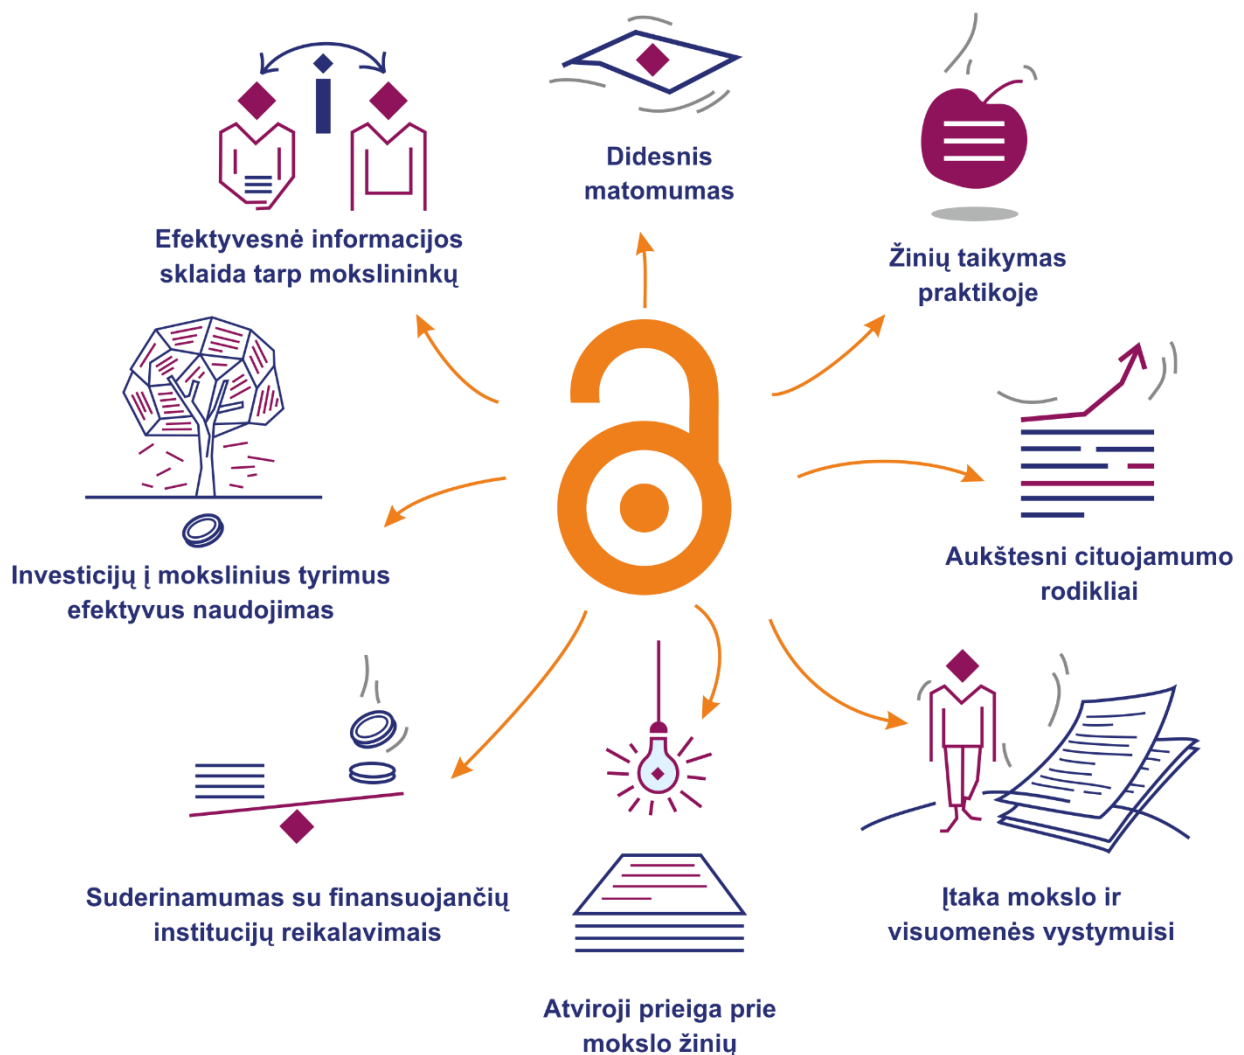 Didesnis
matomumas
Efektyvesnė informacijos
sklaida tarp mokslininkų
Žinių taikymas
praktikoje
Investicijų į mokslinius tyrimus
efektyvus naudojimas
Aukštesni cituojamumo
rodikliai
Suderinamumas su finansuojančių
institucijų reikalavimais
Įtaka mokslo ir
visuomenės vystymuisi
Atviroji prieiga prie
mokslo žinių